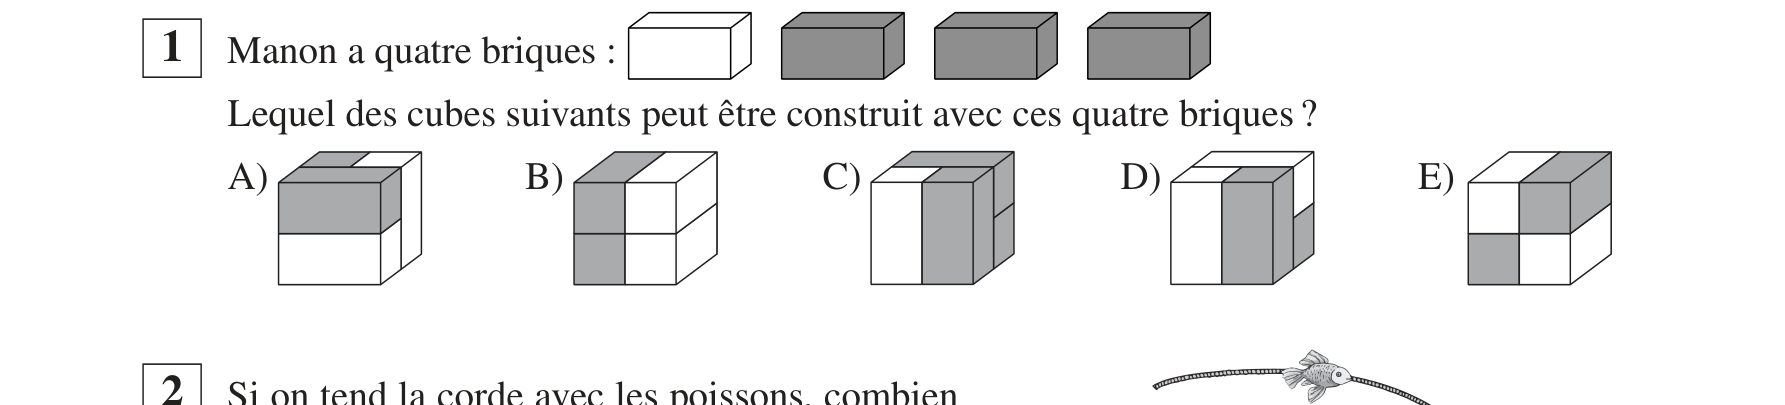 1 Manon a quatre briques :
Lequel des cubes suivants peut être construit avec ces quatre briques ?
A) B) C) D) E)
2 Si on tend la corde avec les poissons, combien